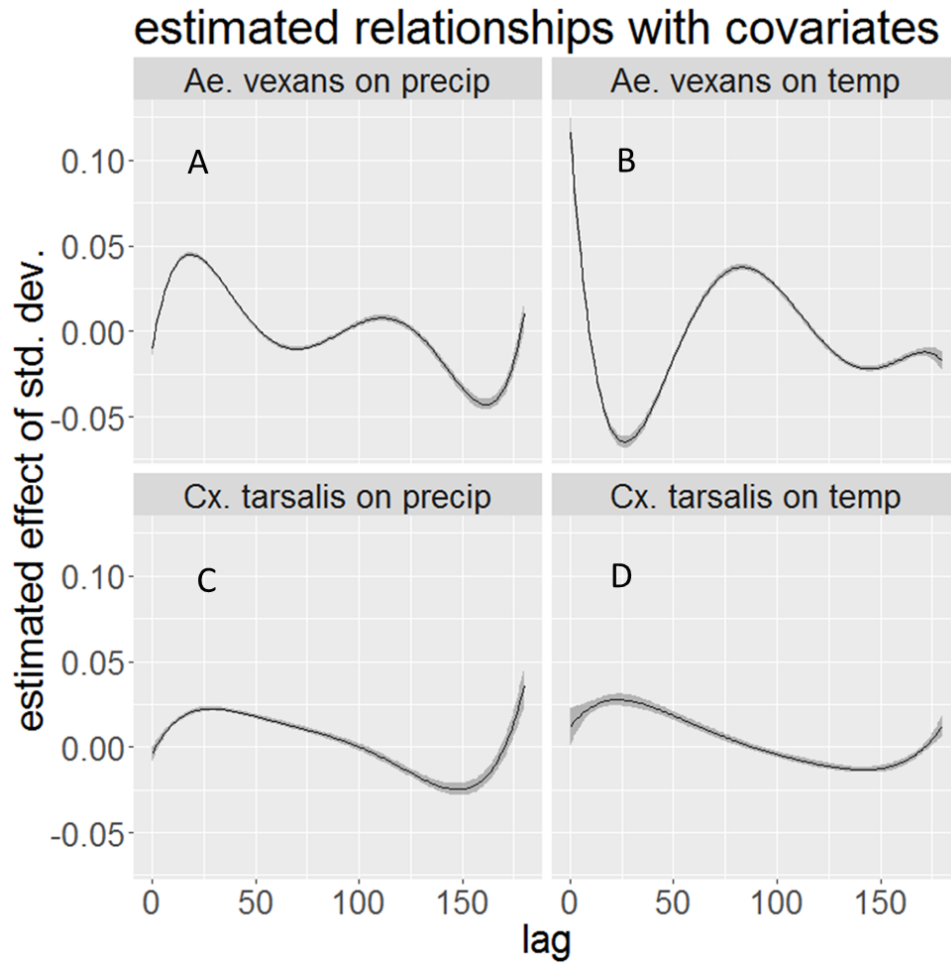 estimated relationships with covariates
Ae. vexans on precip
Ae. vexans on temp
A
B
0.10
0.05
0.00
-0.05
Cx. tarsalis on precip
Cx. tarsalis on temp
C
D
0.10
0.05
0.00
-0.05
estimated effect of std. dev.
0 50 100 150
0 50 100 150
lag